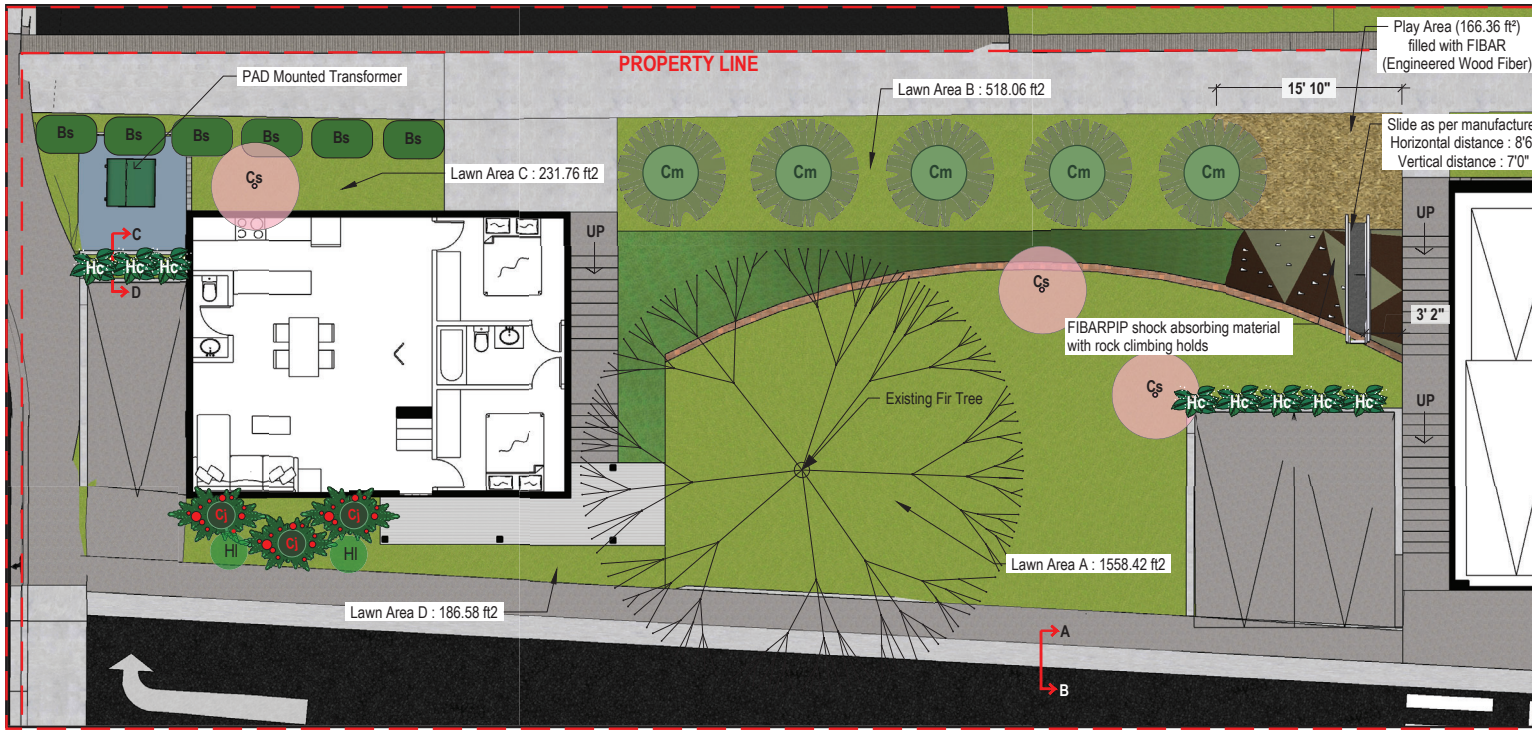 PROPERTY LINE
Play Area (166.36 ft²)
filled with FIBAR
(Engineered Wood Fiber)
PAD Mounted Transformer
Lawn Area B : 518.06 ft2
15' 10"
Slide as per manufacture
Horizontal distance : 8'6
Vertical distance : 7'0"
Bs
Bs
Bs
Bs
Bs
Bs
Cs
Lawn Area C : 231.76 ft2
Cm
Cm
Cm
Cm
Cm
UP
UP
C
Hc
Hc
Hc
D
Cs
3' 2"
FIBARPIP shock absorbing material
with rock climbing holds
Cs
Existing Fir Tree
Hc
Hc
Hc
Hc
Hc
UP
Cj
Cj
Cj
Hl
Hl
Lawn Area A : 1558.42 ft2
Lawn Area D : 186.58 ft2
A
B